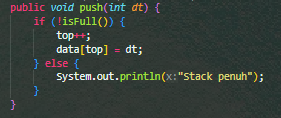 public void push(int dt) {
    if (!isFull()) {
        top++;
        data[top] = dt;
    } else {
        System.out.println(x:"Stack penuh");
    }
}